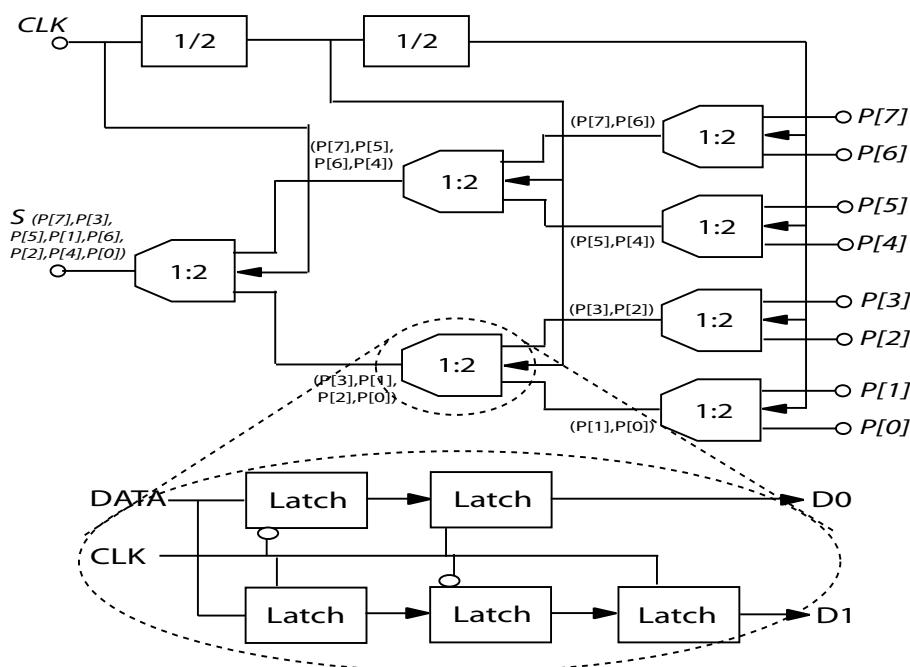 CLK
1/2
1/2
(P[7],P[6])
1:2
P[7]
P[6]
(P[7],P[5],
P[6],P[4])
1:2
P[5]
1:2
P[4]
(P[5],P[4])
S (P[7],P[3],
P[5],P[1],P[6],
P[2],P[4],P[0])
1:2
(P[3],P[2])
1:2
P[3]
P[2]
1:2
(P[3],P[1],
P[2],P[0])
P[1]
1:2
P[0]
(P[1],P[0])
DATA
Latch
Latch
D0
CLK
Latch
Latch
Latch
D1